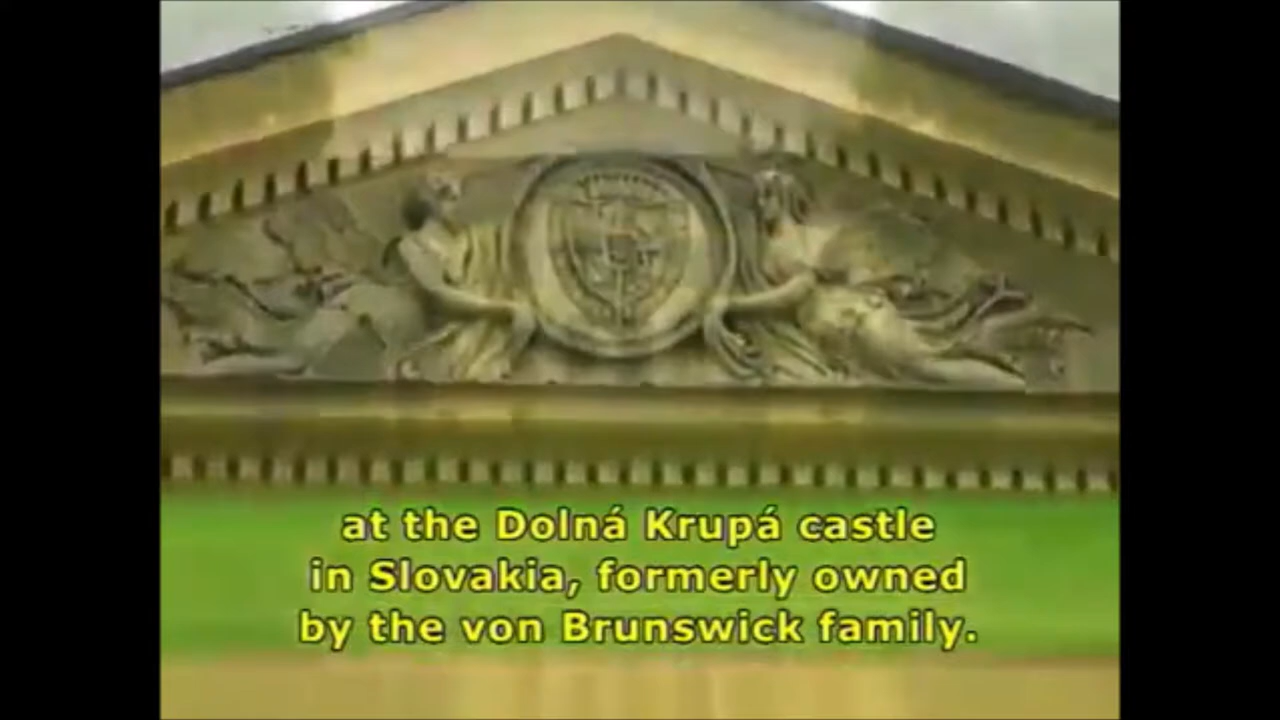 at the Dolná Krupá castle
in Slovakia, formerly owned
by the von Brunswick family.